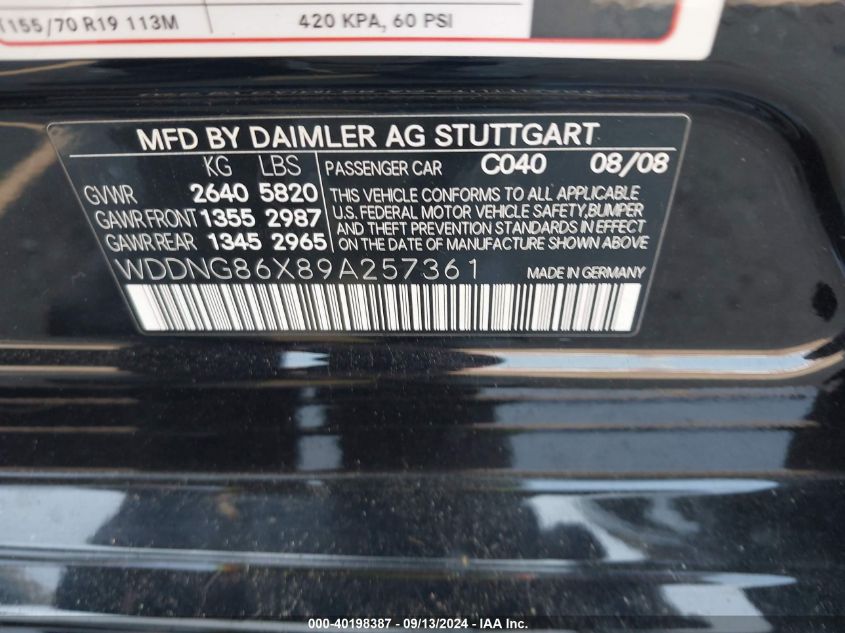 T155/70 R19 113M 420 KPA, 60 PSI
MFD BY DAIMLER AG STUTTGART
KG LBS PASSENGER CAR C040 08/08
GVWR 2640 5820 THIS VEHICLE CONFORMS TO ALL APPLICABLE
GAWR.FRONT 1355 2987 U.S. FEDERAL MOTOR VEHICLE SAFETY,BUMPER
GAWR.REAR 1345 2965 AND THEFT PREVENTION STANDARDS IN EFFECT
ON THE DATE OF MANUFACTURE SHOWN ABOVE
WDDNG86X89A257361 MADE IN GERMANY
000-40198387 - 09/13/2024 - IAA Inc.